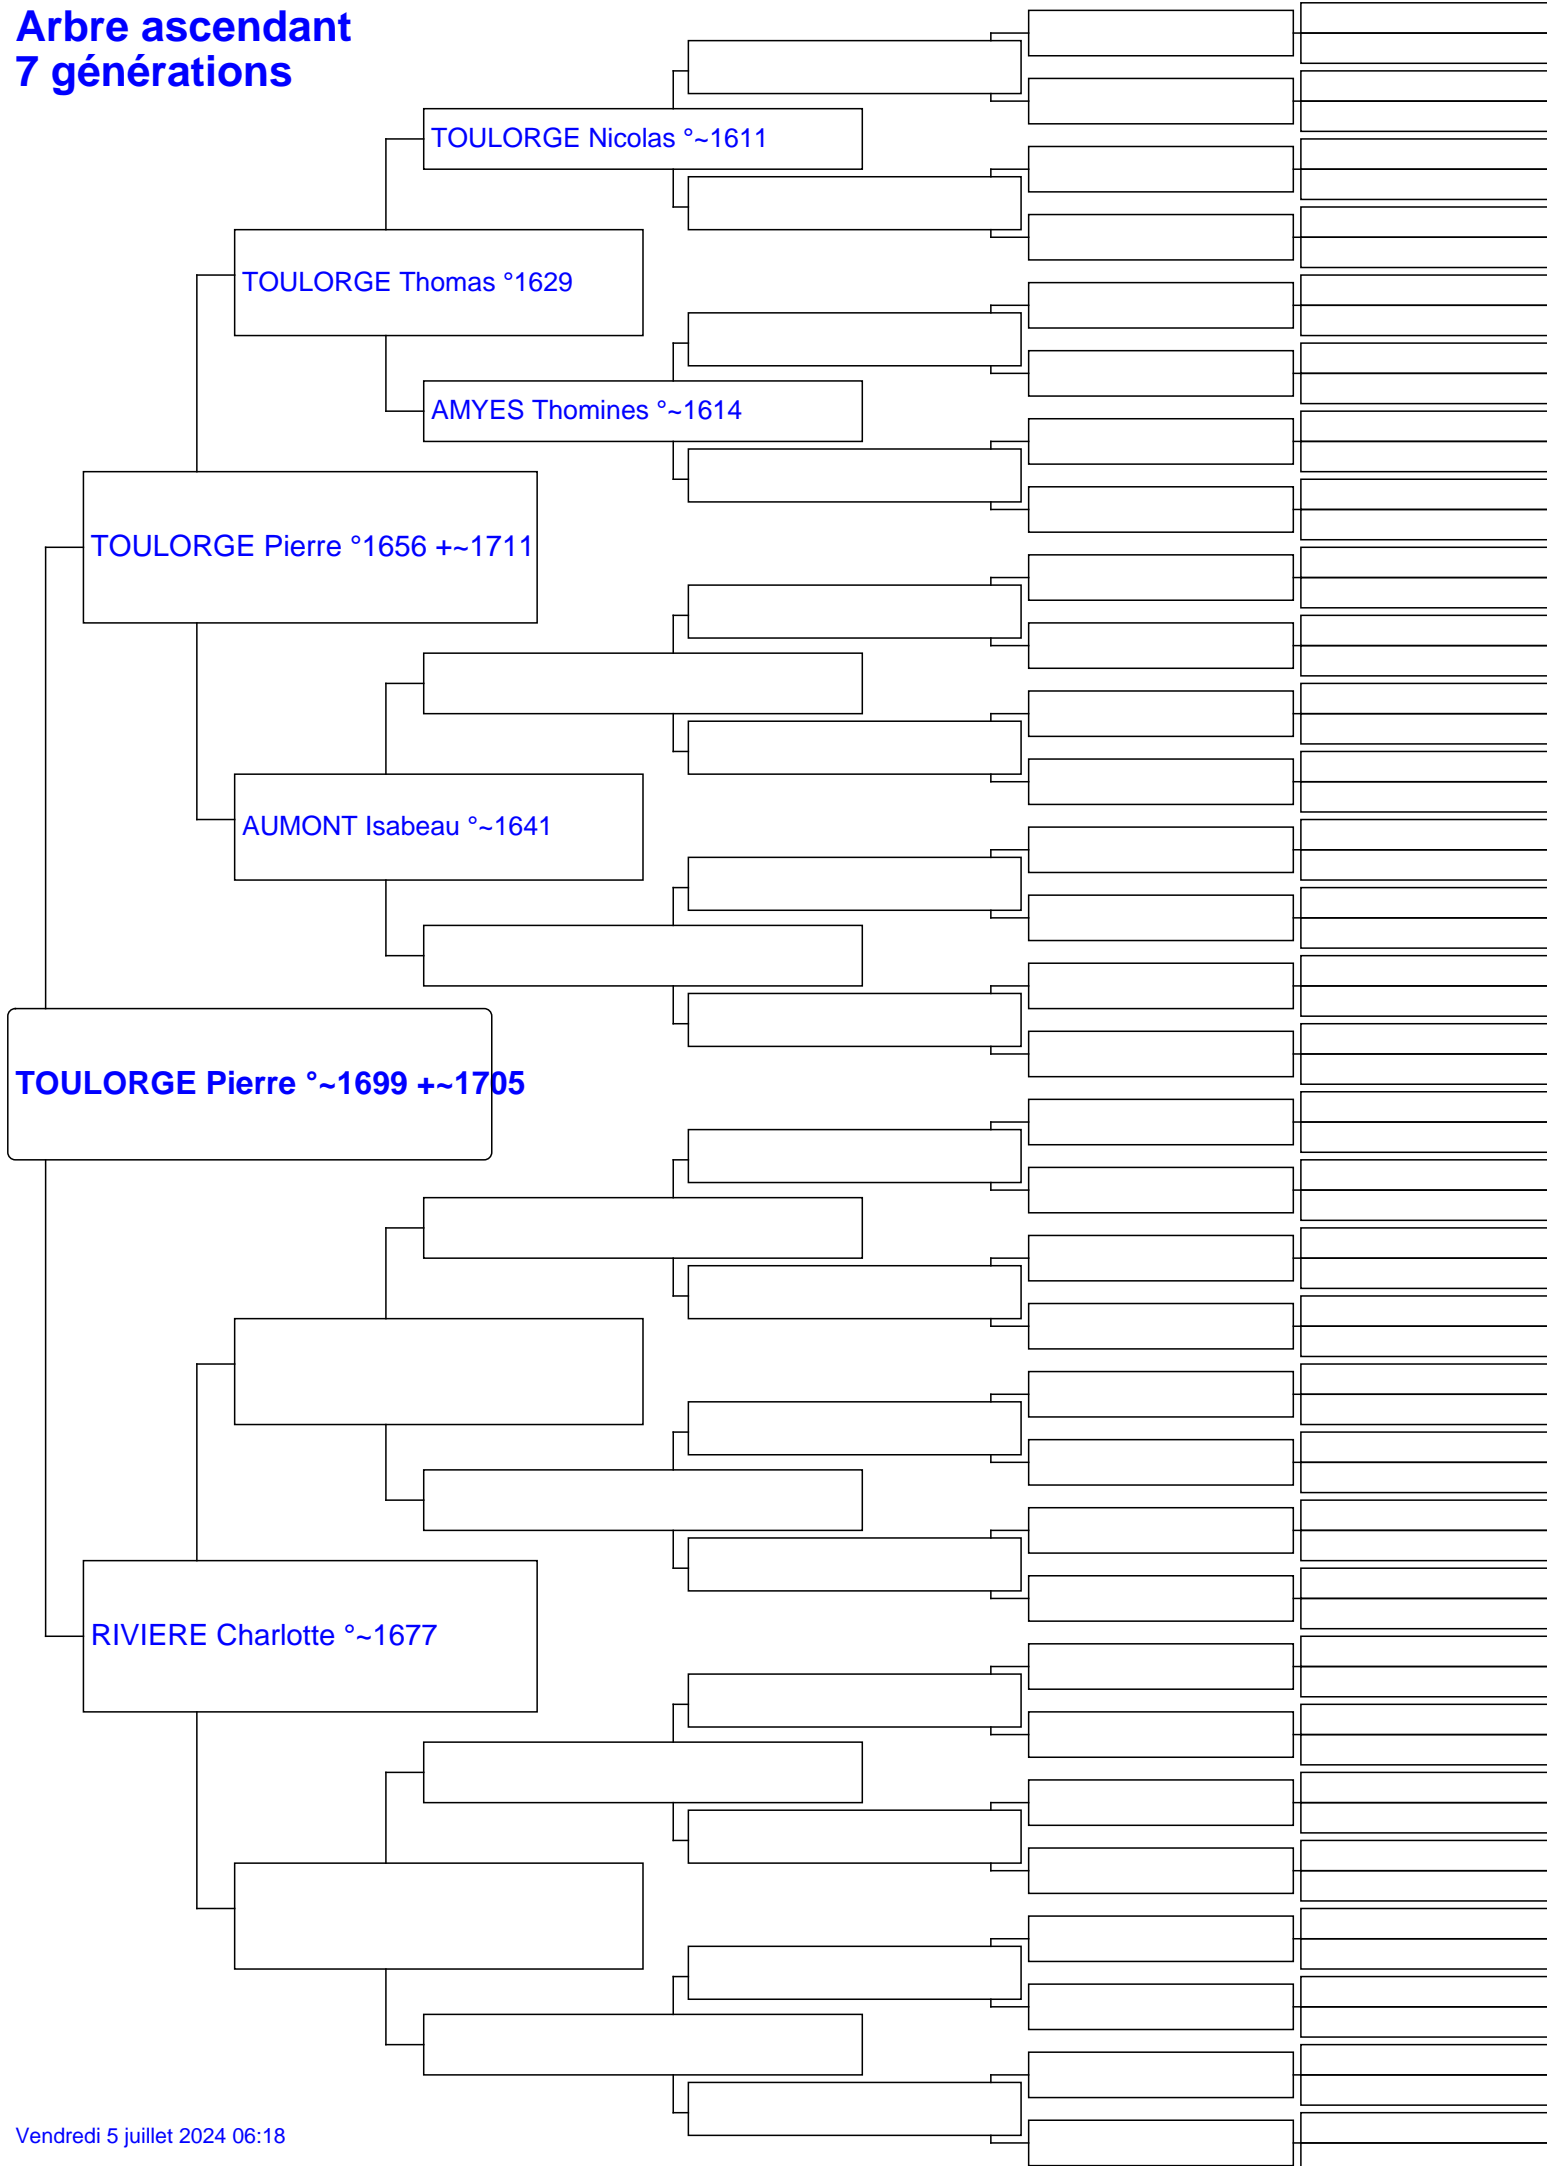 Arbre ascendant
7 générations
TOULORGE Nicolas °~1611
TOULORGE Thomas °1629
AMYES Thomines °~1614
TOULORGE Pierre °1656 +~1711
AUMONT Isabeau °~1641
TOULORGE Pierre °~1699 +~1705
RIVIERE Charlotte °~1677
Vendredi 5 juillet 2024 06:18